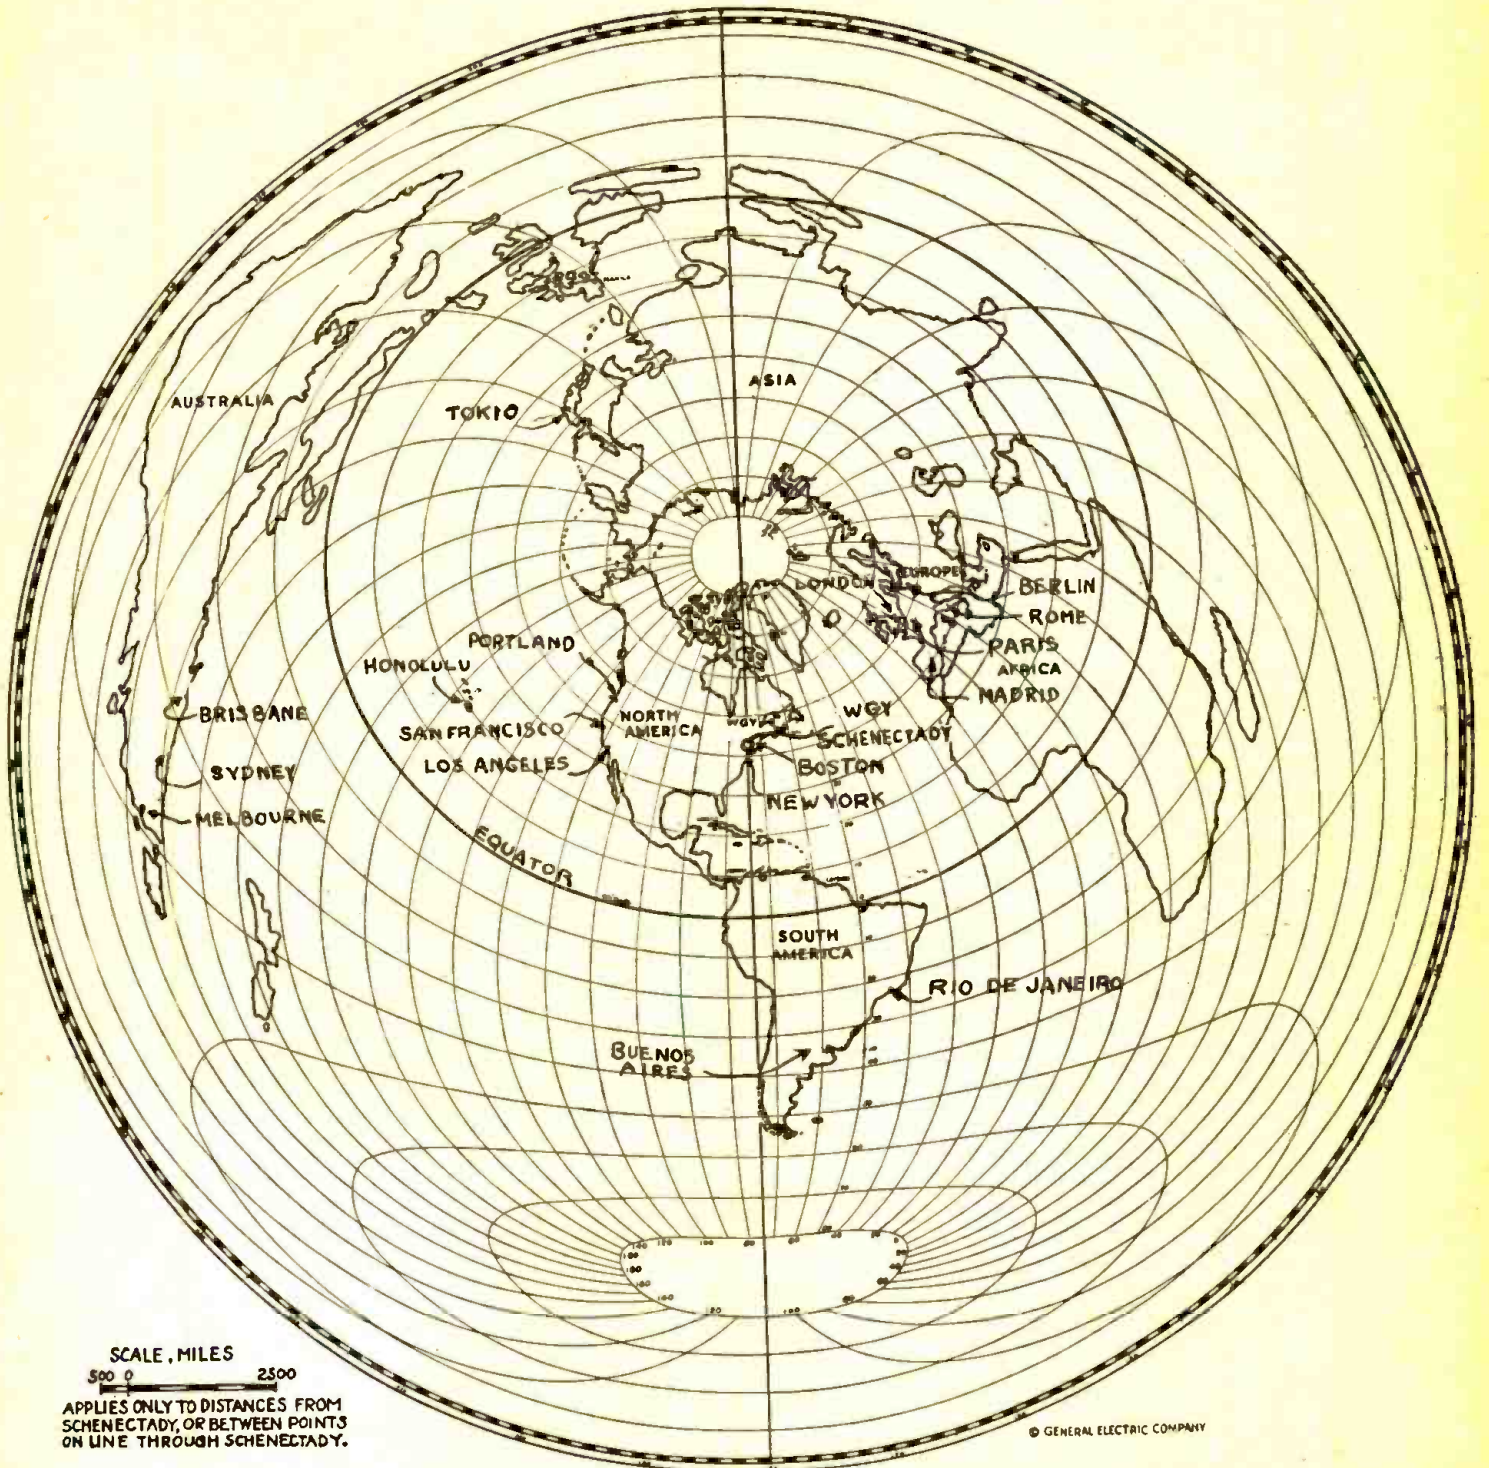 ASIA
AUSTRALIA
TOKIO
LONDON
EUROPE
BERLIN
ROME
PORTLAND
PARIS
HONOLULU
AFRICA
MADRID
BRISBANE
SAN FRANCISCO
NORTH
AMERICA
WGY
WGY
SCHENECTADY
LOS ANGELES
BOSTON
SYDNEY
NEW YORK
MELBOURNE
EQUATOR
SOUTH
AMERICA
RIO DE JANEIRO
BUENOS
AIRES
SCALE, MILES
500 0 2500
APPLIES ONLY TO DISTANCES FROM
SCHENECTADY, OR BETWEEN POINTS
ON LINE THROUGH SCHENECTADY.
© GENERAL ELECTRIC COMPANY